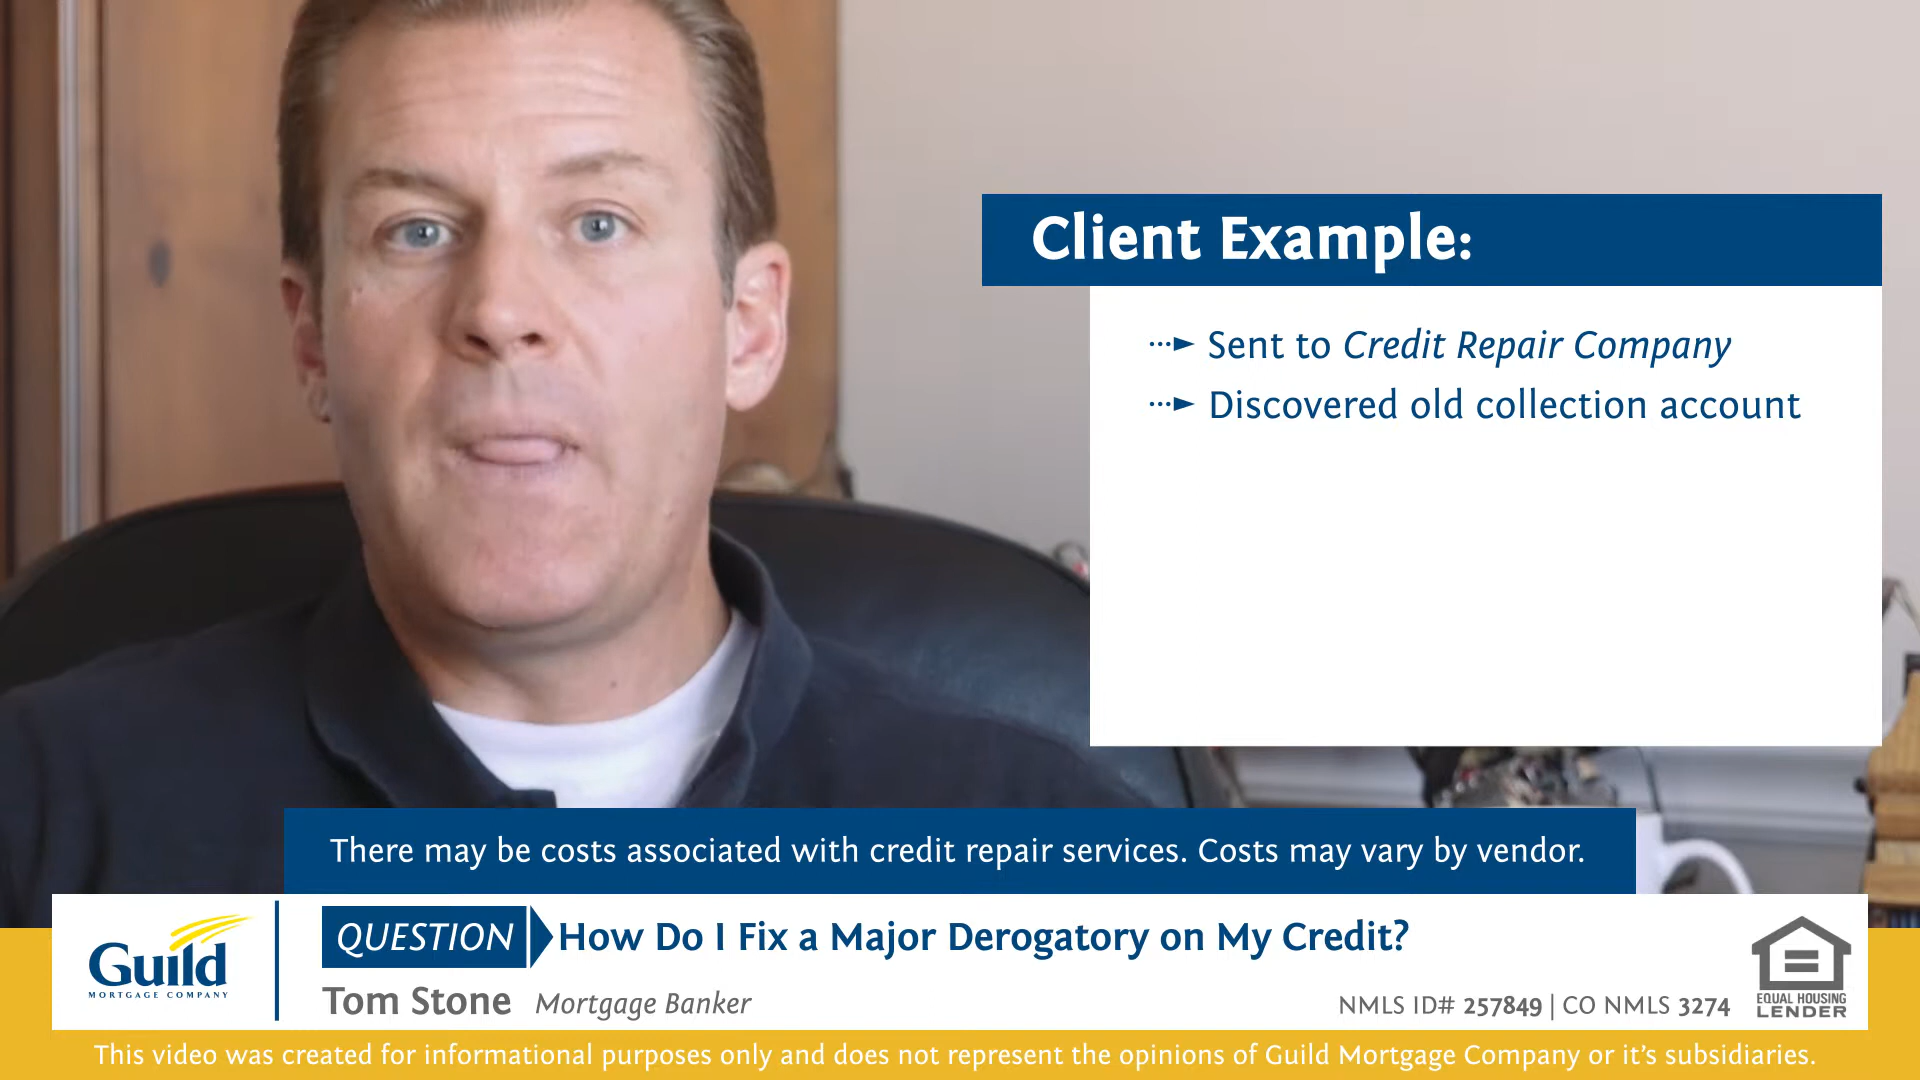 Client Example:
Sent to Credit Repair Company
Discovered old collection account
There may be costs associated with credit repair services. Costs may vary by vendor.
Guild
MORTGAGE COMPANY
QUESTION How Do I Fix a Major Derogatory on My Credit?
Tom Stone Mortgage Banker
NMLS ID# 257849 | CO NMLS 3274
EQUAL HOUSING
LENDER
This video was created for informational purposes only and does not represent the opinions of Guild Mortgage Company or it's subsidiaries.